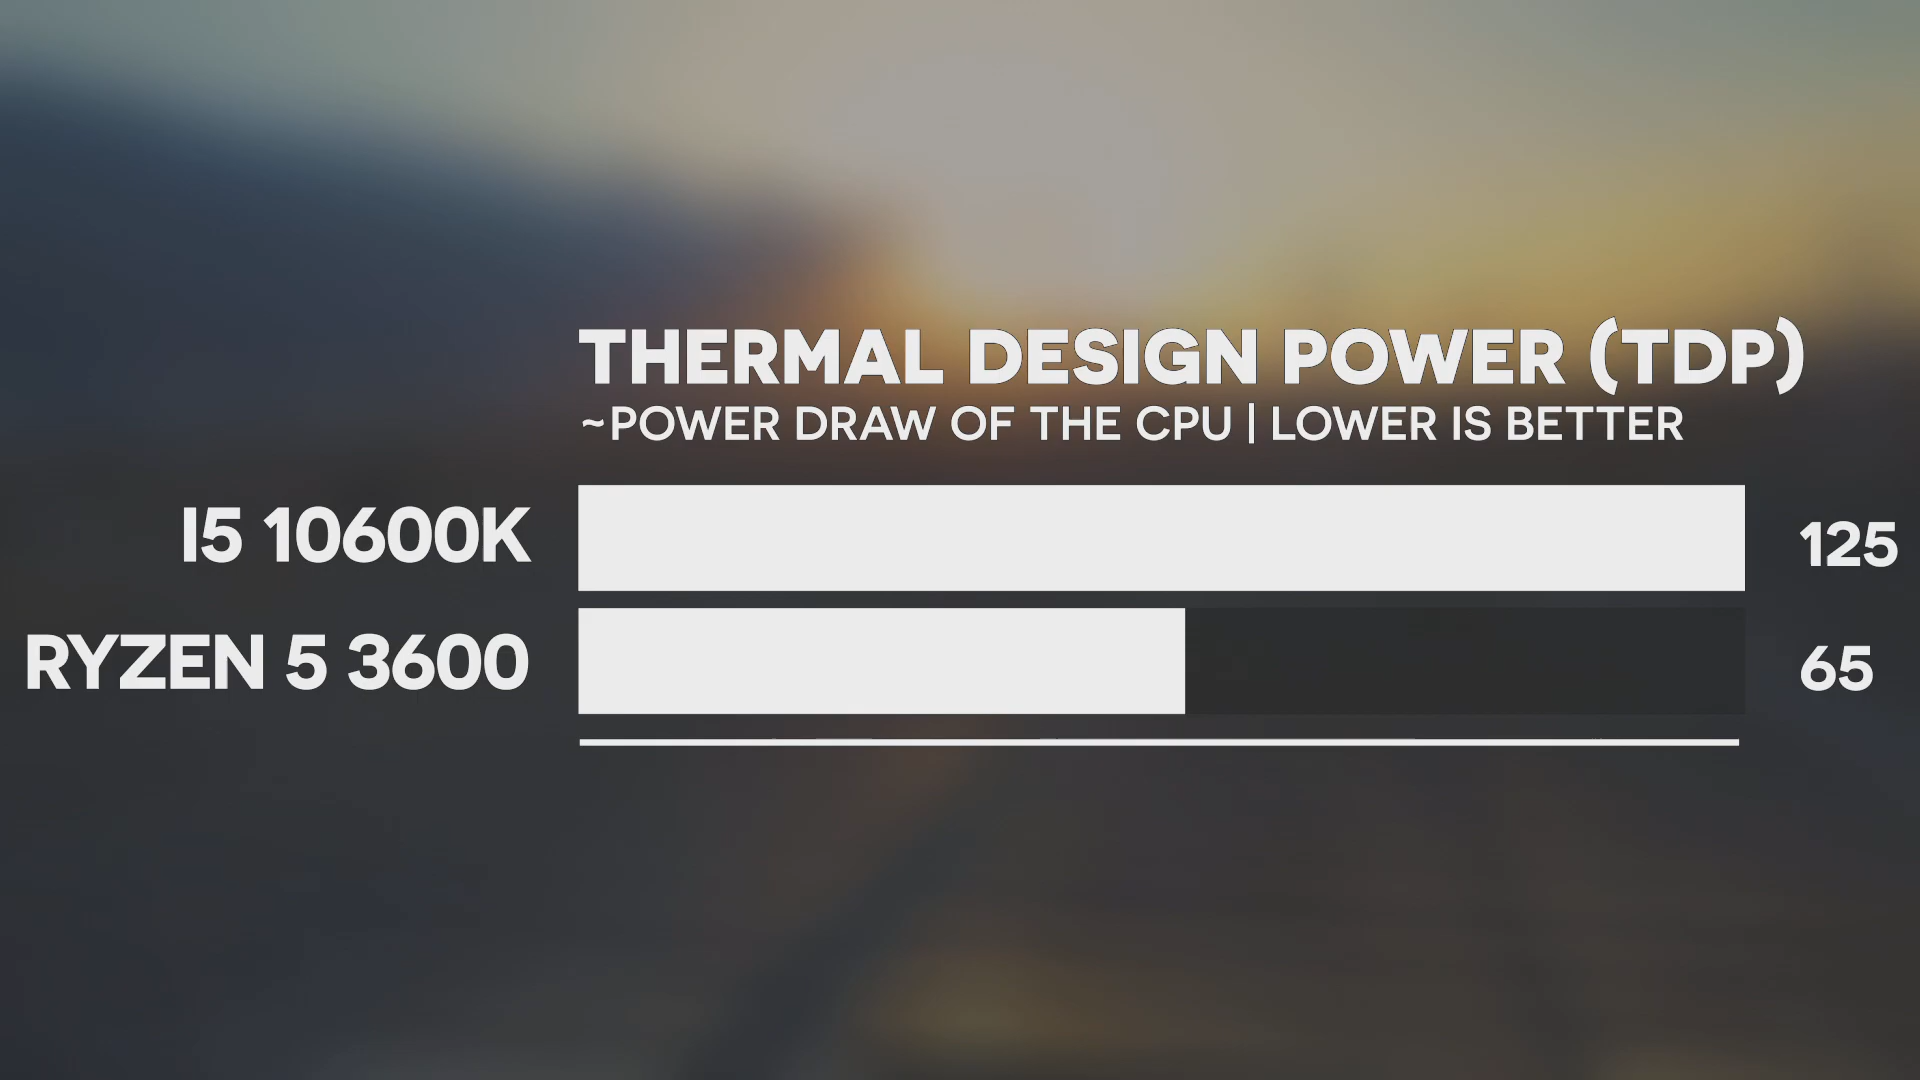 THERMAL DESIGN POWER (TDP)
~POWER DRAW OF THE CPU | LOWER IS BETTER
I5 10600K 125
RYZEN 5 3600 65